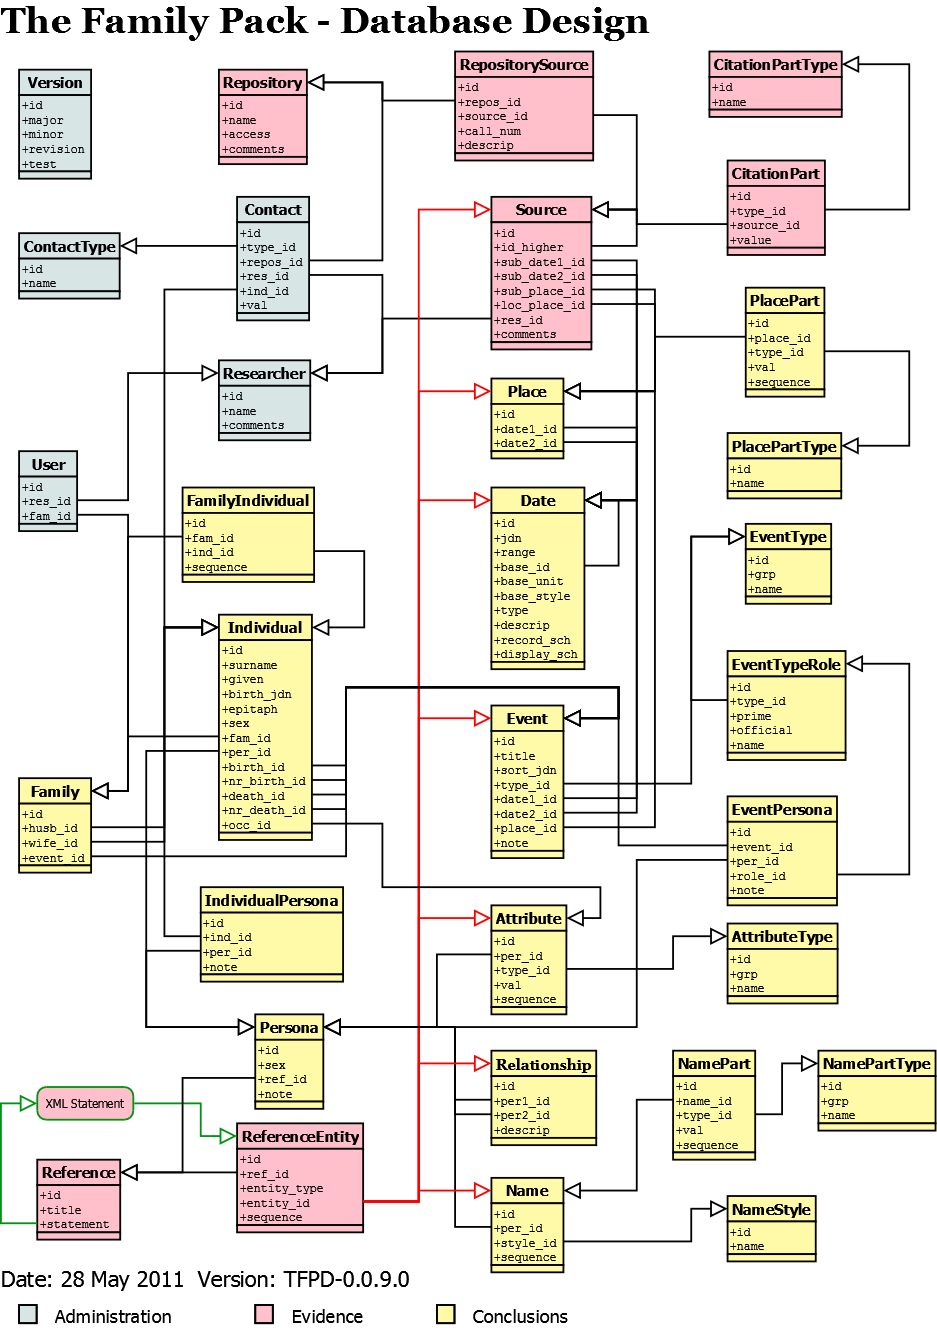 The Family Pack - Database Design
Version
+id
+major
+minor
+revision
+test
Repository
+id
+name
+access
+comments
RepositorySource
+id
+repos_id
+source_id
+call_num
+descrip
CitationPartType
+id
+name
CitationPart
+id
+type_id
+source_id
+value
Contact
+id
+type_id
+repos_id
+res_id
+ind_id
+val
ContactType
+id
+name
Source
+id
+id_higher
+sub_date1_id
+sub_date2_id
+sub_place_id
+loc_place_id
+res_id
+comments
PlacePart
+id
+place_id
+type_id
+val
+sequence
Researcher
+id
+name
+comments
Place
+id
+date1_id
+date2_id
PlacePartType
+id
+name
User
+id
+res_id
+fam_id
FamilyIndividual
+id
+fam_id
+ind_id
+sequence
Date
+id
+jdn
+range
+base_id
+base_unit
+base_style
+type
+descrip
+record_sch
+display_sch
EventType
+id
+grp
+name
Individual
+id
+surname
+given
+birth_jdn
+epitaph
+sex
+fam_id
+per_id
+birth_id
+nr_birth_id
+death_id
+nr_death_id
+occ_id
EventTypeRole
+id
+type_id
+prime
+official
+name
Event
+id
+title
+sort_jdn
+type_id
+date1_id
+date2_id
+place_id
+note
Family
+id
+husb_id
+wife_id
+event_id
EventPersona
+id
+event_id
+per_id
+role_id
+note
IndividualPersona
+id
+ind_id
+per_id
+note
Attribute
+id
+per_id
+type_id
+val
+sequence
AttributeType
+id
+grp
+name
Persona
+id
+sex
+ref_id
+note
Relationship
+id
+per1_id
+per2_id
+descrip
NamePart
+id
+name_id
+type_id
+val
+sequence
NamePartType
+id
+grp
+name
XML Statement
ReferenceEntity
+id
+ref_id
+entity_type
+entity_id
+sequence
Reference
+id
+title
+statement
Name
+id
+per_id
+style_id
+sequence
NameStyle
+id
+name
Date: 28 May 2011 Version: TFPD-0.0.9.0
Administration
Evidence
Conclusions